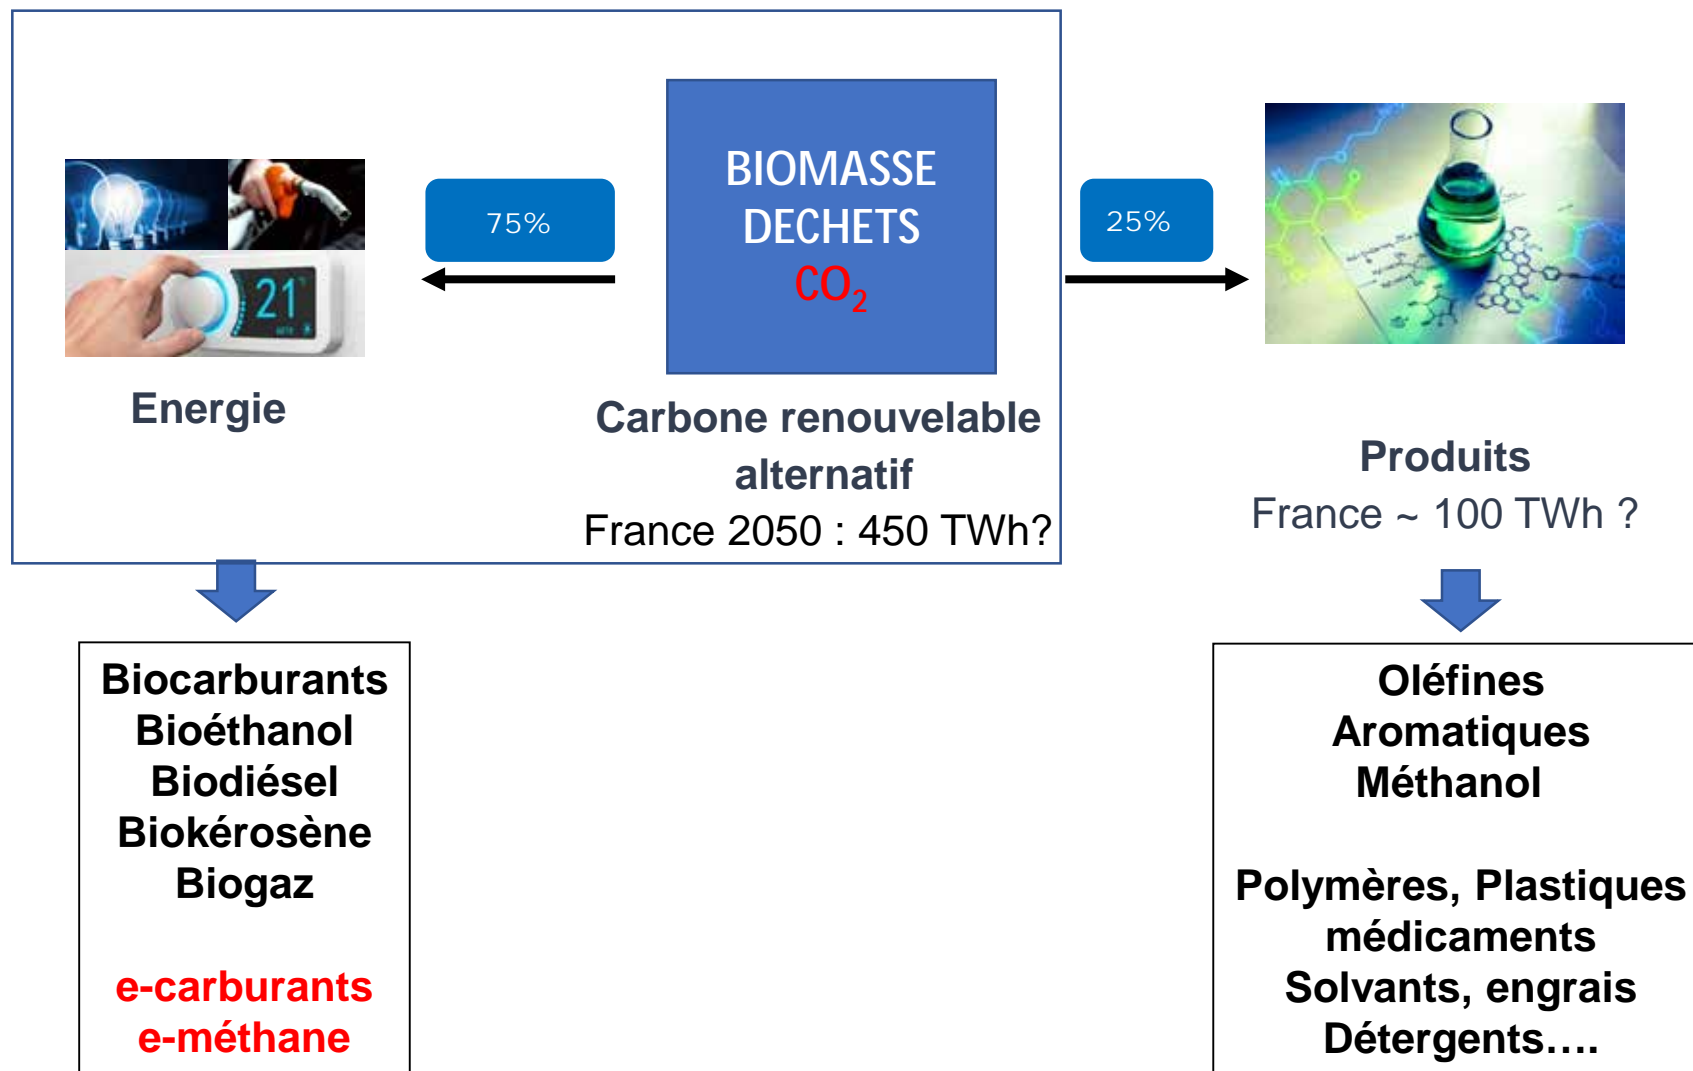 BIOMASSE
DECHETS
CO₂
75%
25%
21
Energie
Carbone renouvelable
alternatif
France 2050 : 450 TWh?
Produits
France ~ 100 TWh ?
Biocarburants
Bioéthanol
Biodiésel
Biokérosène
Biogaz
e-carburants
e-méthane
Oléfines
Aromatiques
Méthanol
Polymères, Plastiques
médicaments
Solvants, engrais
Détergents….